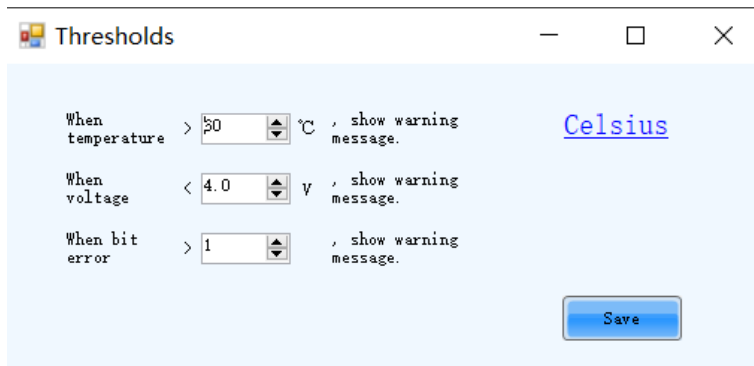 Thresholds
When temperature > 60 ℃ , show warning message.
Celsius
When voltage < 4.0 V , show warning message.
When bit error > 1 , show warning message.
Save